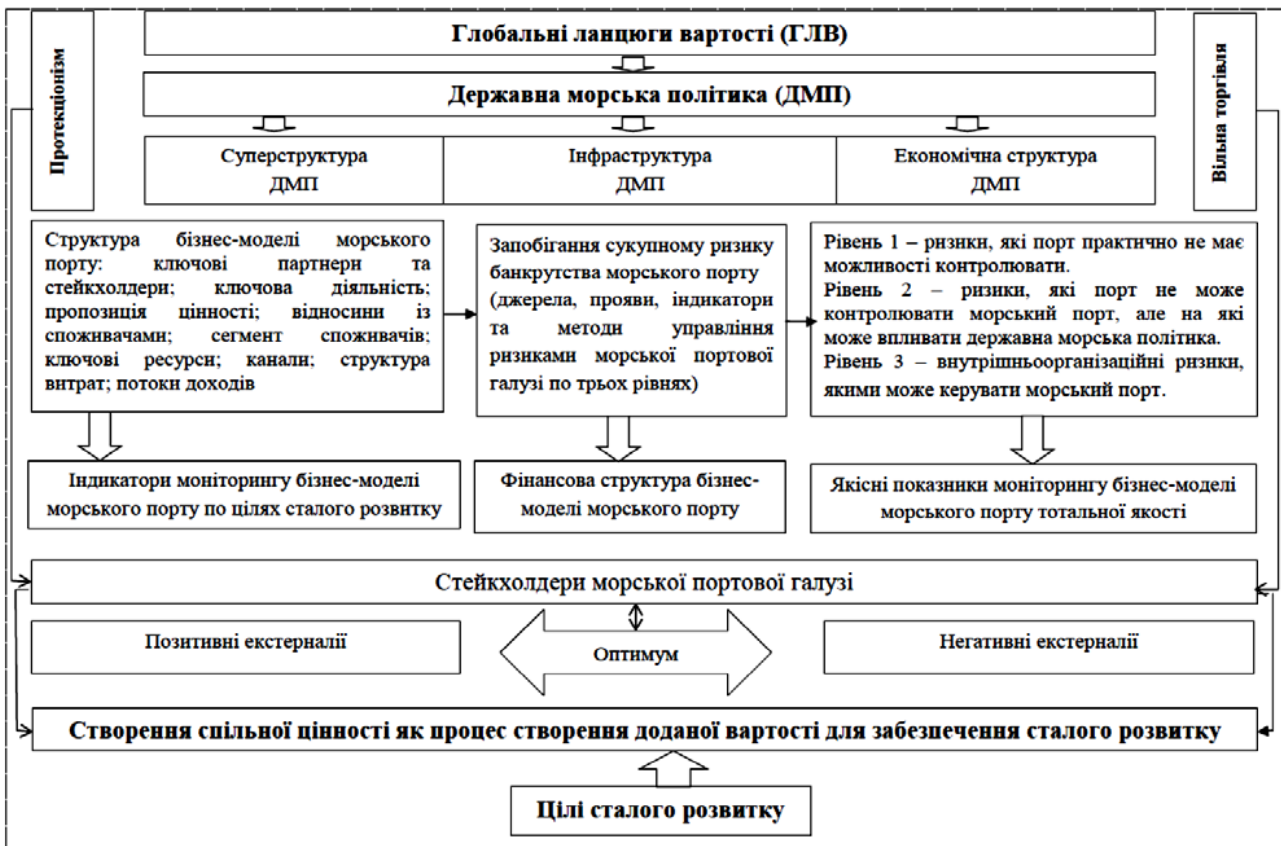 Глобальні ланцюги вартості (ГЛВ)
Протекціонізм
Вільна торгівля
Державна морська політика (ДМП)
Суперструктура
ДМП
Інфраструктура
ДМП
Економічна структура
ДМП
Структура бізнес-моделі морського
порту: ключові партнери та
стейкхолдери; ключова діяльність;
пропозиція цінності; відносини із
споживачами; сегмент споживачів;
ключові ресурси; канали; структура
витрат; потоки доходів
Запобігання сукупному ризику
банкрутства морського порту
(джерела, прояви, індикатори
та методи управління
ризиками морської портової
галузі по трьох рівнях)
Рівень 1 – ризики, які порт практично не має
можливості контролювати.
Рівень 2 – ризики, які порт не може
контролювати морський порт, але на які
може впливати державна морська політика.
Рівень 3 – внутрішньоорганізаційні ризики,
якими може керувати морський порт.
Індикатори моніторингу бізнес-моделі
морського порту по цілях сталого розвитку
Фінансова структура бізнес-
моделі морського порту
Якісні показники моніторингу бізнес-моделі
морського порту тотальної якості
Стейкхолдери морської портової галузі
Позитивні екстерналії
Оптимум
Негативні екстерналії
Створення спільної цінності як процес створення доданої вартості для забезпечення сталого розвитку
Цілі сталого розвитку